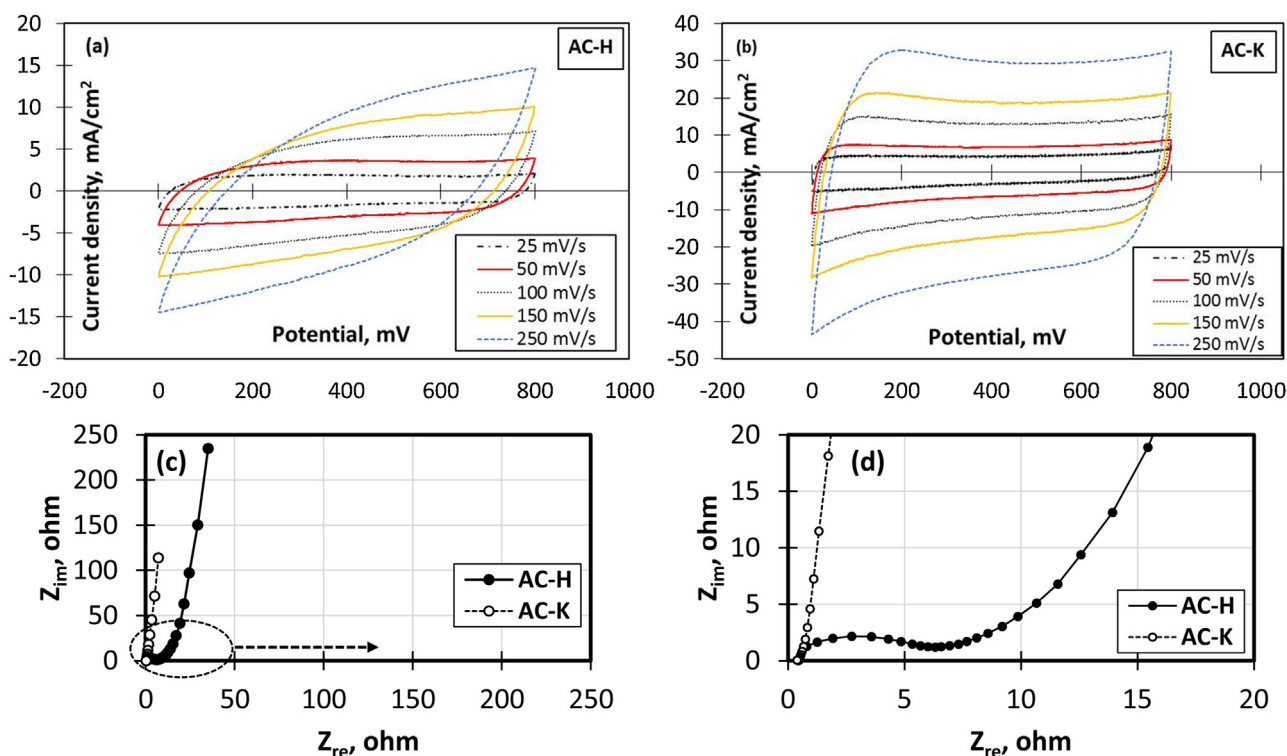 (a)
AC-H
Current density, mA/cm²
20
15
10
5
0
-5
-10
-15
-20
Potential, mV
25 mV/s
50 mV/s
100 mV/s
150 mV/s
250 mV/s
-200
0
200
400
600
800
1000
(b)
AC-K
Current density, mA/cm²
40
30
20
10
0
-10
-20
-30
-40
-50
Potential, mV
25 mV/s
50 mV/s
100 mV/s
150 mV/s
250 mV/s
-200
0
200
400
600
800
1000
(c)
Zim, ohm
250
200
150
100
50
0
AC-H
AC-K
0
50
100
150
200
250
Zre, ohm
(d)
Zim, ohm
20
15
10
5
0
AC-H
AC-K
0
5
10
15
20
Zre, ohm